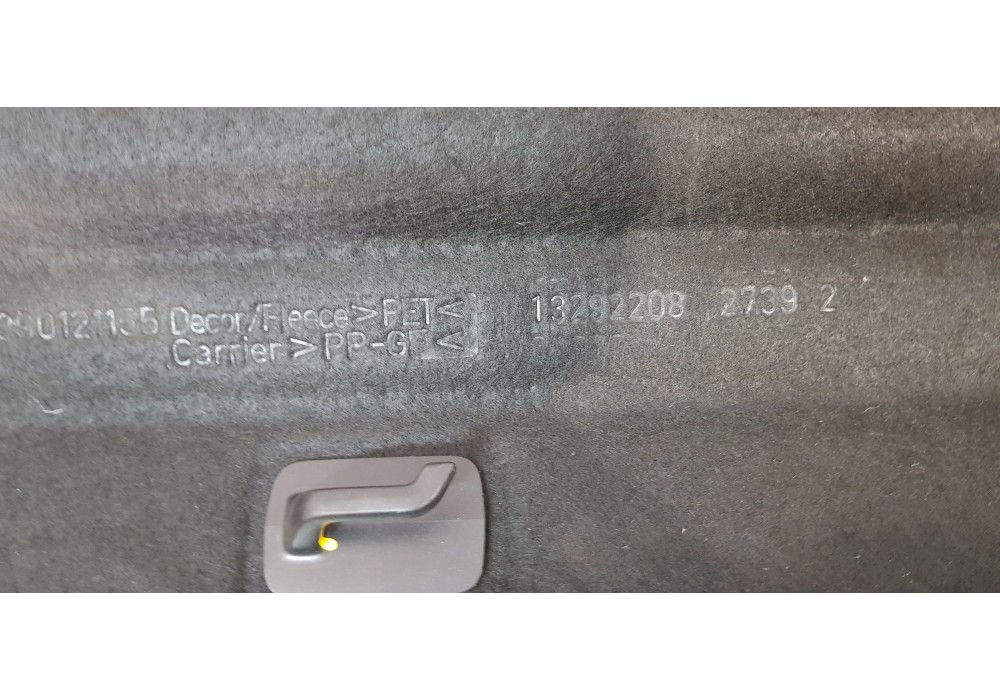 Decor/Fleece>PET< 13292208 2739 2
Carrier>PP-GF<